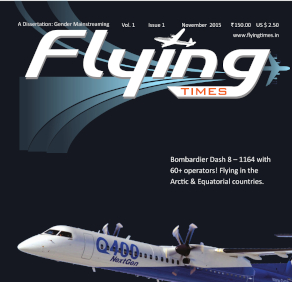 A Dissertation: Gender Mainstreaming Vol. 1 Issue 1 November 2015 ₹150.00 US $ 2.50
www.flyingtimes.in
Flying
TIMES
Bombardier Dash 8 – 1164 with
60+ operators! Flying in the
Arctic & Equatorial countries.
Q400
NextGen